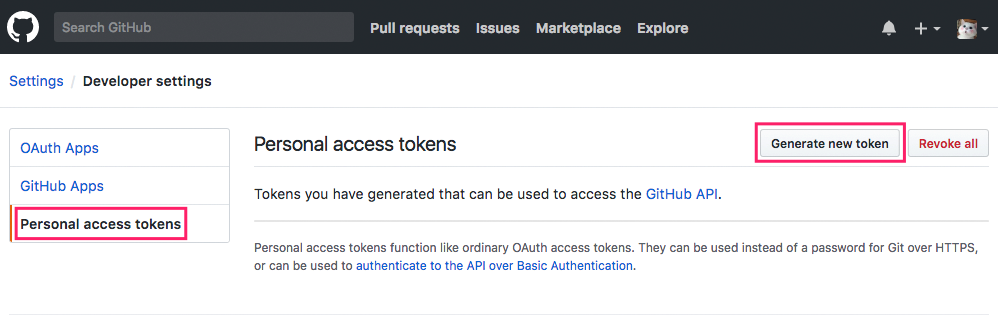 Search GitHub Pull requests Issues Marketplace Explore
Settings / Developer settings
OAuth Apps
GitHub Apps
Personal access tokens
Personal access tokens Generate new token Revoke all
Tokens you have generated that can be used to access the GitHub API.
Personal access tokens function like ordinary OAuth access tokens. They can be used instead of a password for Git over HTTPS,
or can be used to authenticate to the API over Basic Authentication.